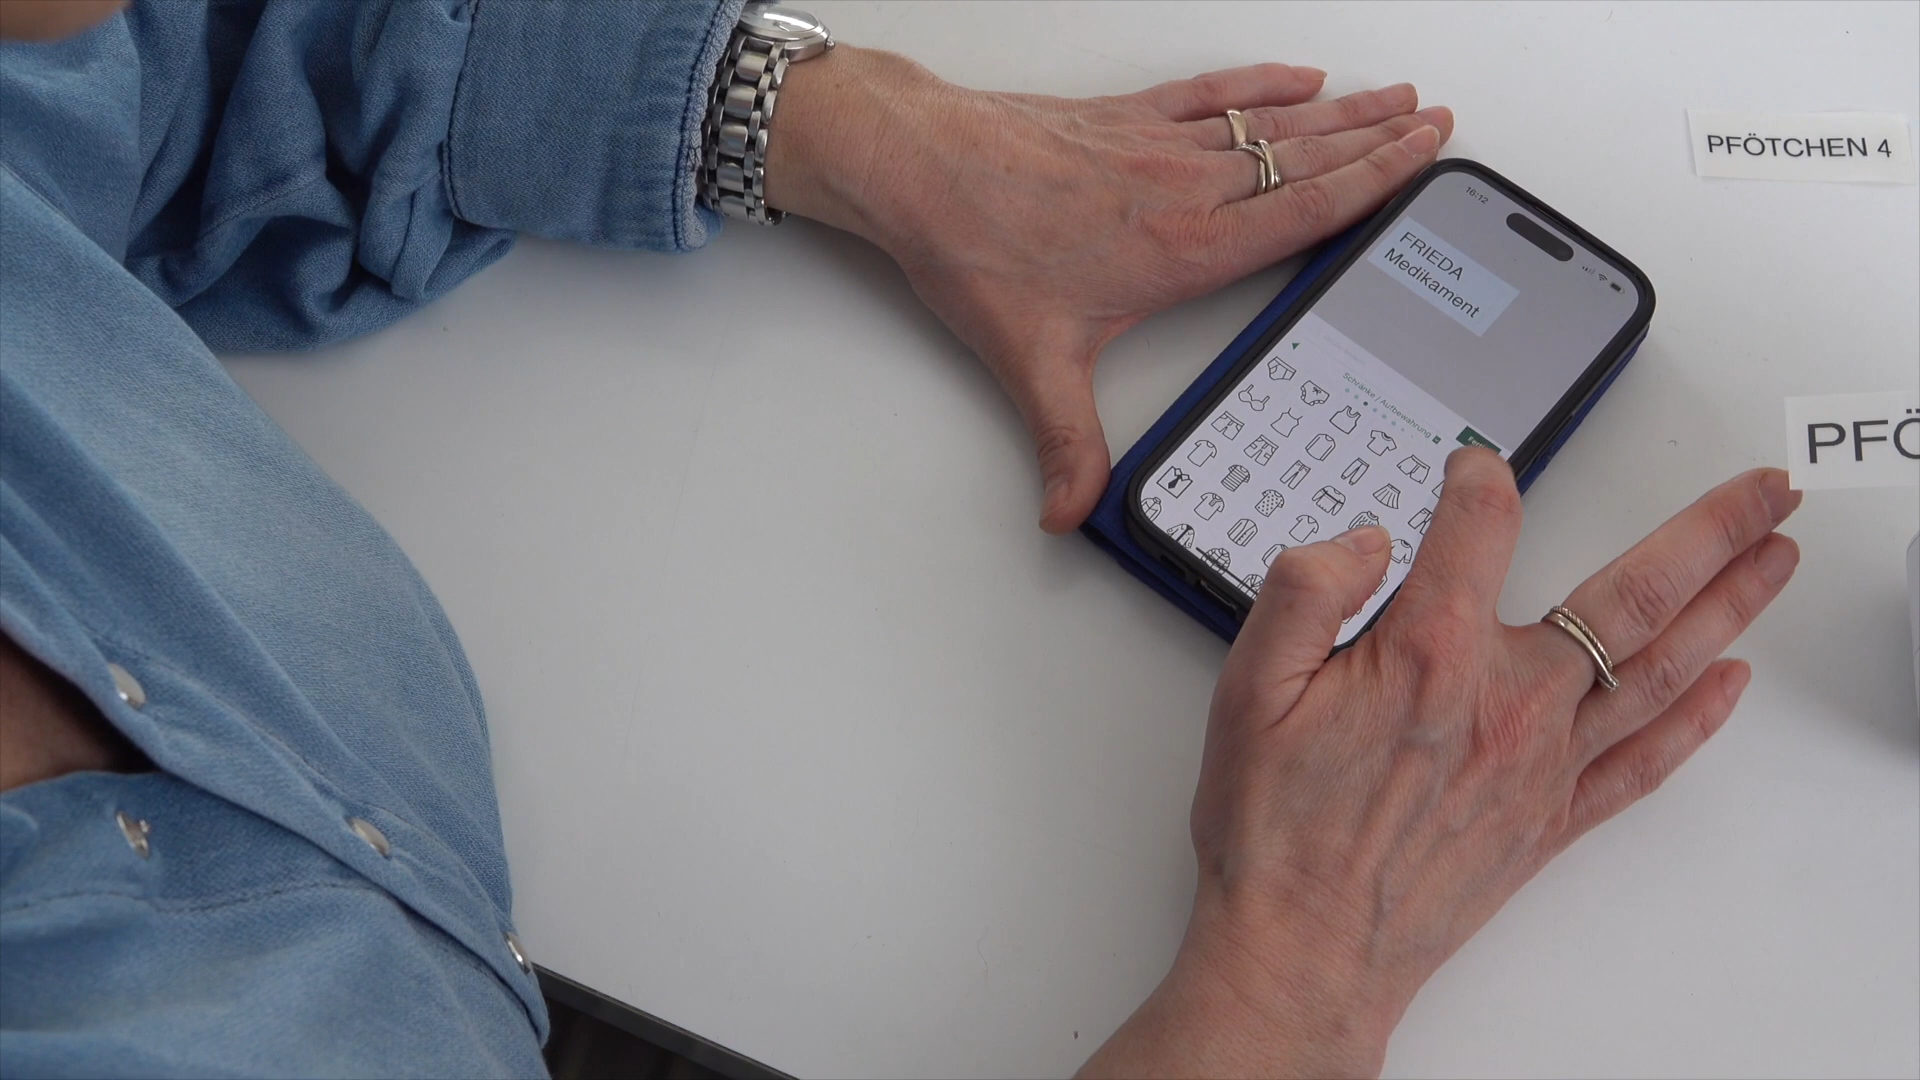 PFÖTCHEN 4
16:12
FRIEDA
Medikament
Schränke / Aufbewahrung
PFÖ